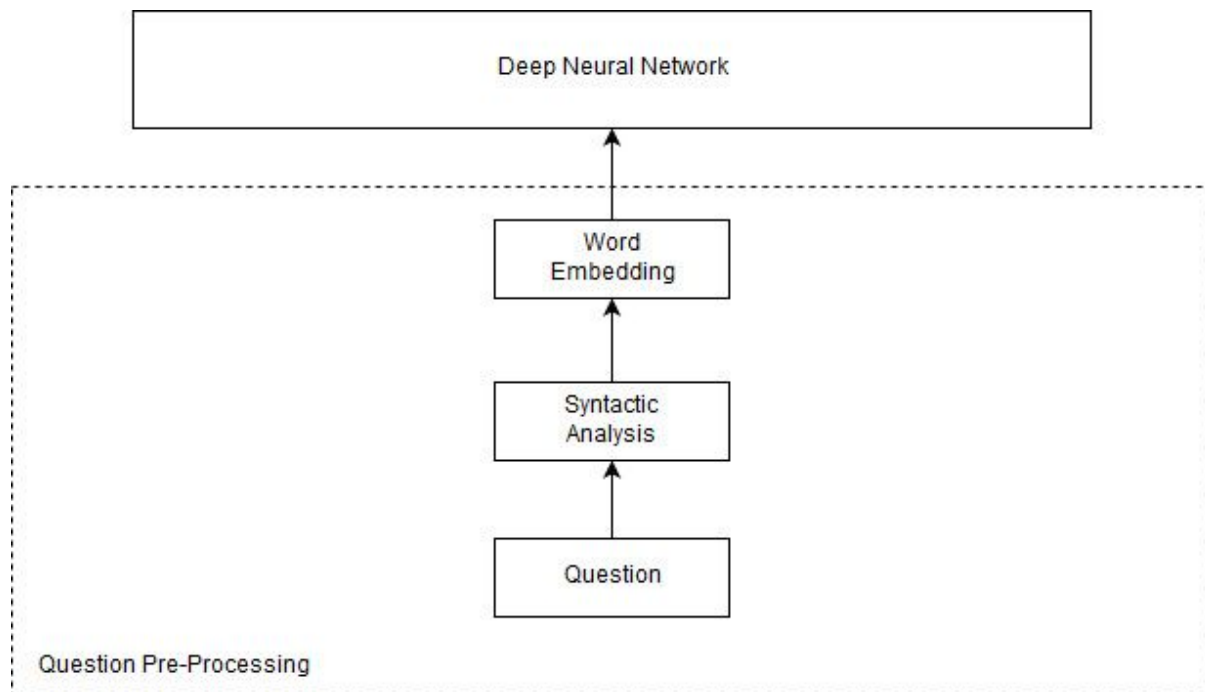 Deep Neural Network
Word
Embedding
Syntactic
Analysis
Question
Question Pre-Processing